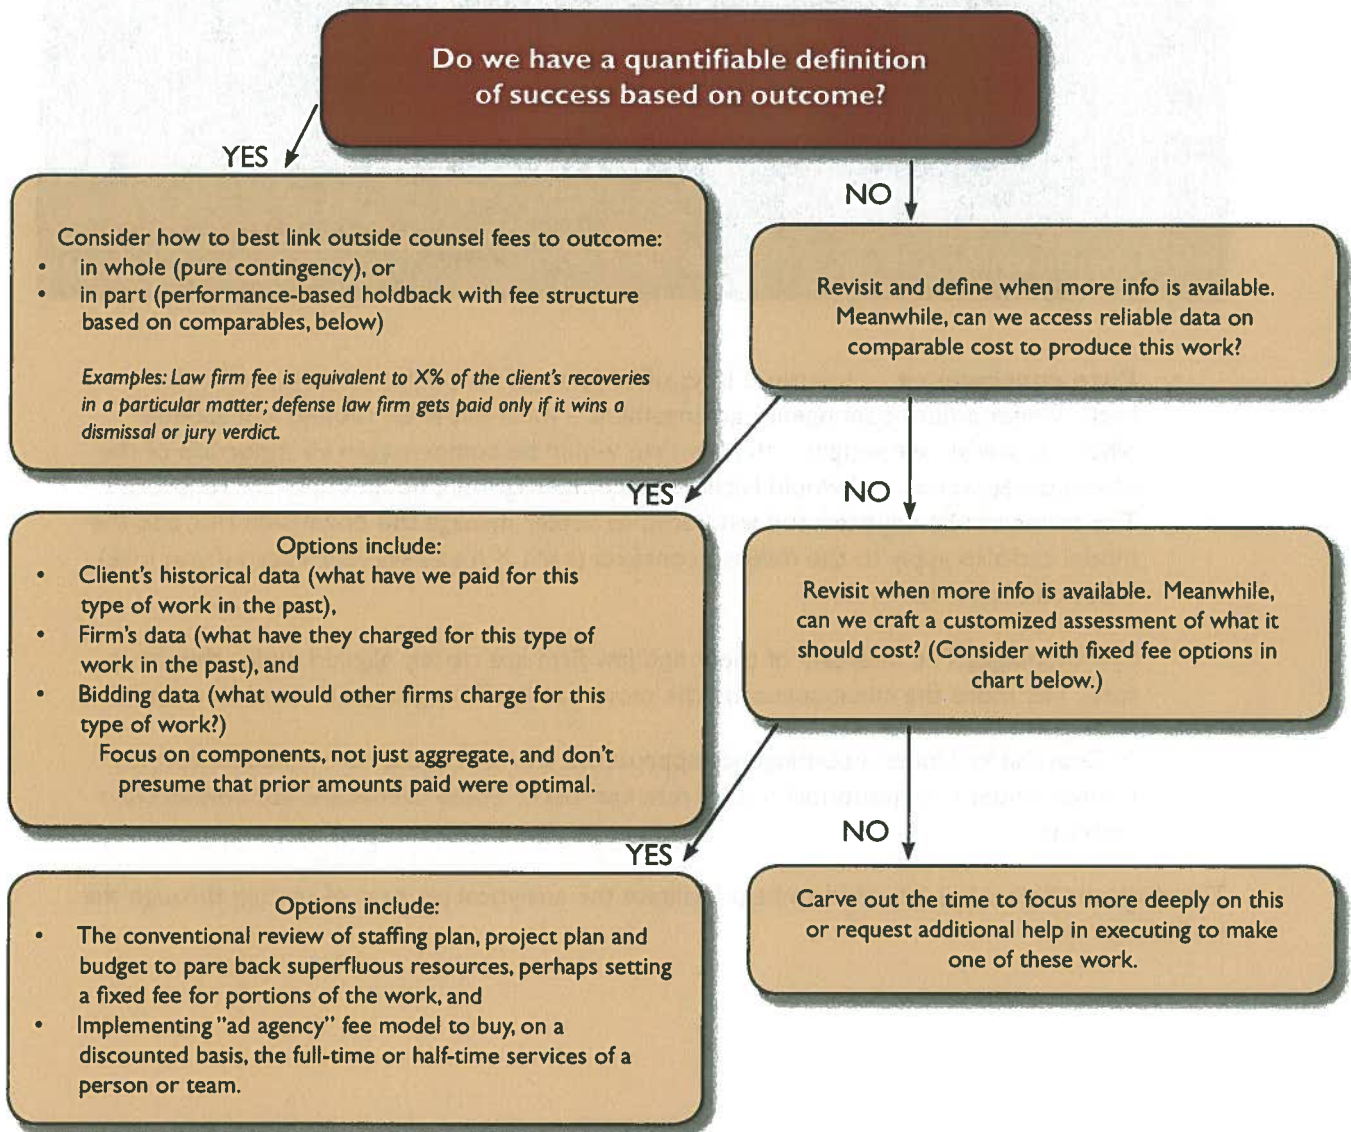 Do we have a quantifiable definition
of success based on outcome?
YES
NO
Consider how to best link outside counsel fees to outcome:
• in whole (pure contingency), or
• in part (performance-based holdback with fee structure
based on comparables, below)
Examples: Law firm fee is equivalent to X% of the client's recoveries
in a particular matter; defense law firm gets paid only if it wins a
dismissal or jury verdict.
Revisit and define when more info is available.
Meanwhile, can we access reliable data on
comparable cost to produce this work?
YES
NO
Options include:
• Client's historical data (what have we paid for this
type of work in the past),
• Firm's data (what have they charged for this type of
work in the past), and
• Bidding data (what would other firms charge for this
type of work?)
Focus on components, not just aggregate, and don't
presume that prior amounts paid were optimal.
Revisit when more info is available. Meanwhile,
can we craft a customized assessment of what it
should cost? (Consider with fixed fee options in
chart below.)
YES
NO
Options include:
• The conventional review of staffing plan, project plan and
budget to pare back superfluous resources, perhaps setting
a fixed fee for portions of the work, and
• Implementing "ad agency" fee model to buy, on a
discounted basis, the full-time or half-time services of a
person or team.
Carve out the time to focus more deeply on this
or request additional help in executing to make
one of these work.